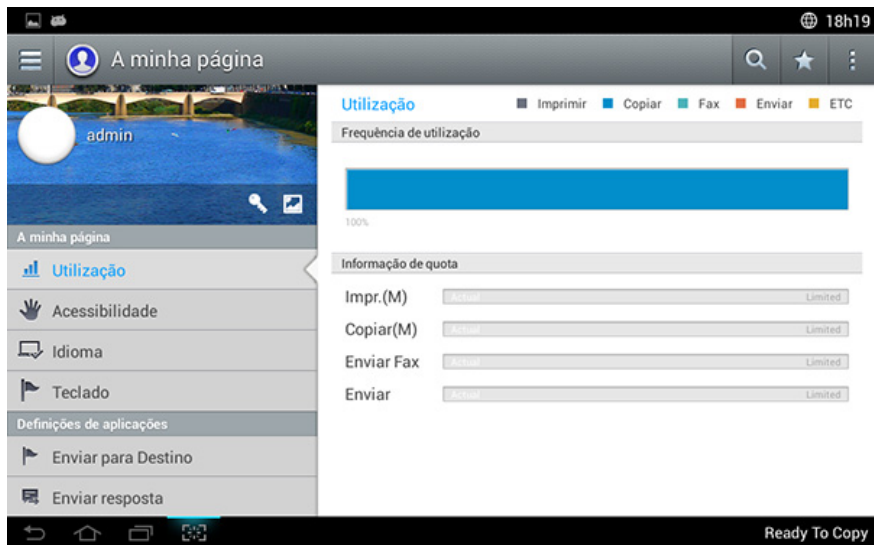 18h19
A minha página
admin
A minha página
Utilização
Acessibilidade
Idioma
Teclado
Definições de aplicações
Enviar para Destino
Enviar resposta
Utilização Imprimir Copiar Fax Enviar ETC
Frequência de utilização
100%
Informação de quota
Impr.(M) Actual Limited
Copiar(M) Actual Limited
Enviar Fax Actual Limited
Enviar Actual Limited
Ready To Copy